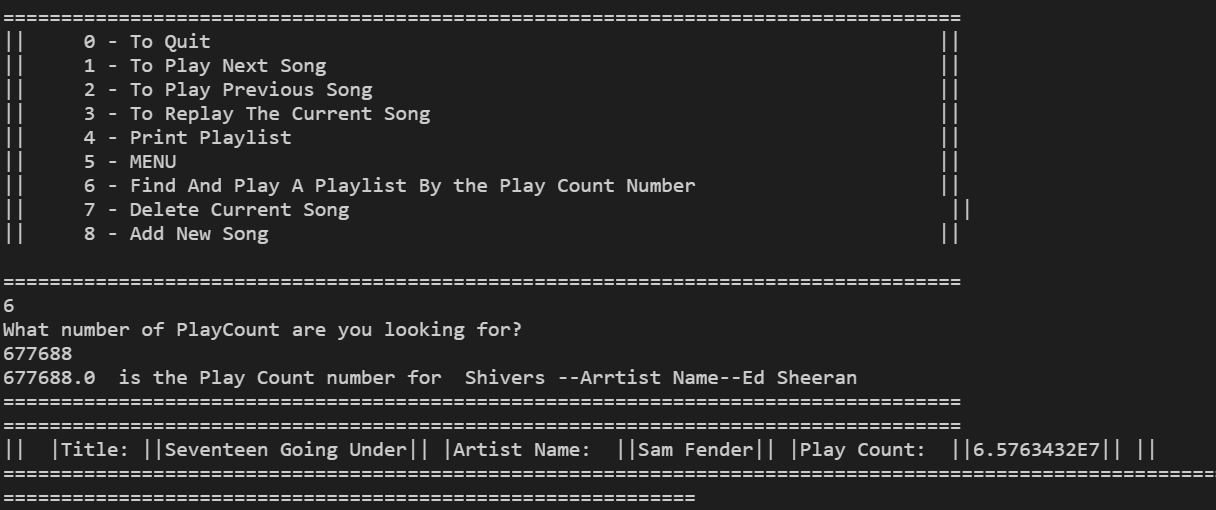 ===================================================================================
||     0 - To Quit                                                               ||
||     1 - To Play Next Song                                                     ||
||     2 - To Play Previous Song                                                 ||
||     3 - To Replay The Current Song                                            ||
||     4 - Print Playlist                                                        ||
||     5 - MENU                                                                  ||
||     6 - Find And Play A Playlist By the Play Count Number                     ||
||     7 - Delete Current Song                                                    ||
||     8 - Add New Song                                                          ||
===================================================================================
6
What number of PlayCount are you looking for?
677688
677688.0  is the Play Count number for  Shivers --Arrtist Name--Ed Sheeran
===================================================================================
===================================================================================
||  |Title: ||Seventeen Going Under|| |Artist Name:  ||Sam Fender|| |Play Count:  ||6.5763432E7|| ||
=========================================================================================================
============================================================